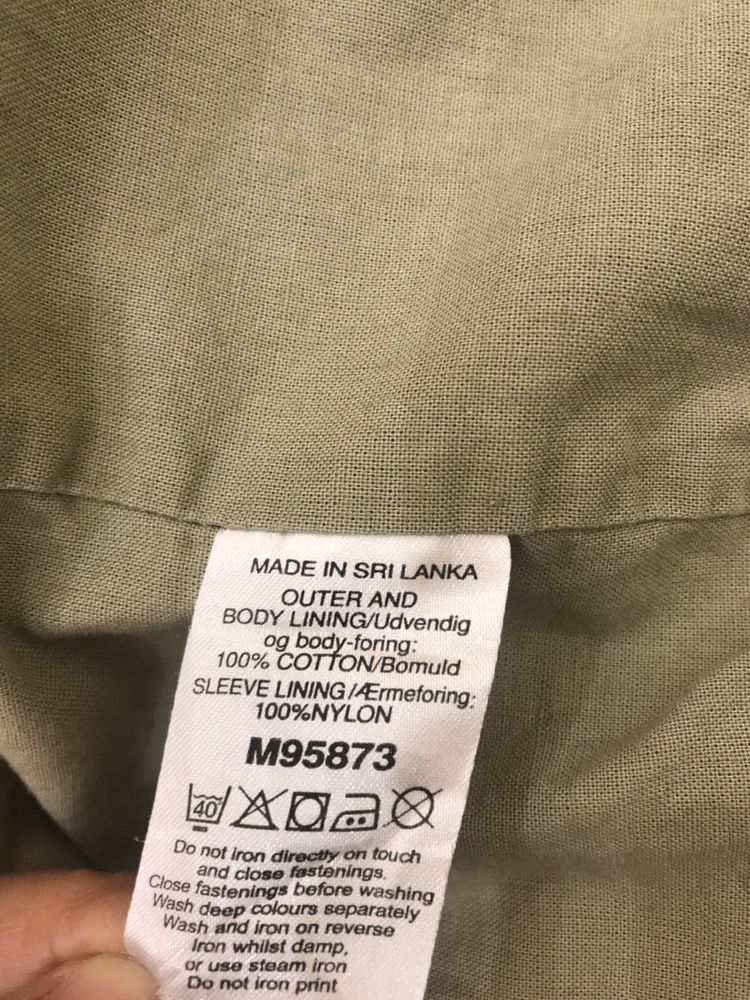 MADE IN SRI LANKA
OUTER AND
BODY LINING/Udvendig
og body-foring:
100% COTTON/Bomuld
SLEEVE LINING/Ærmeforing:
100%NYLON
M95873
40
Do not iron directly on touch
and close fastenings.
Close fastenings before washing
Wash deep colours separately
Wash and iron on reverse
Iron whilst damp,
or use steam iron
Do not iron print